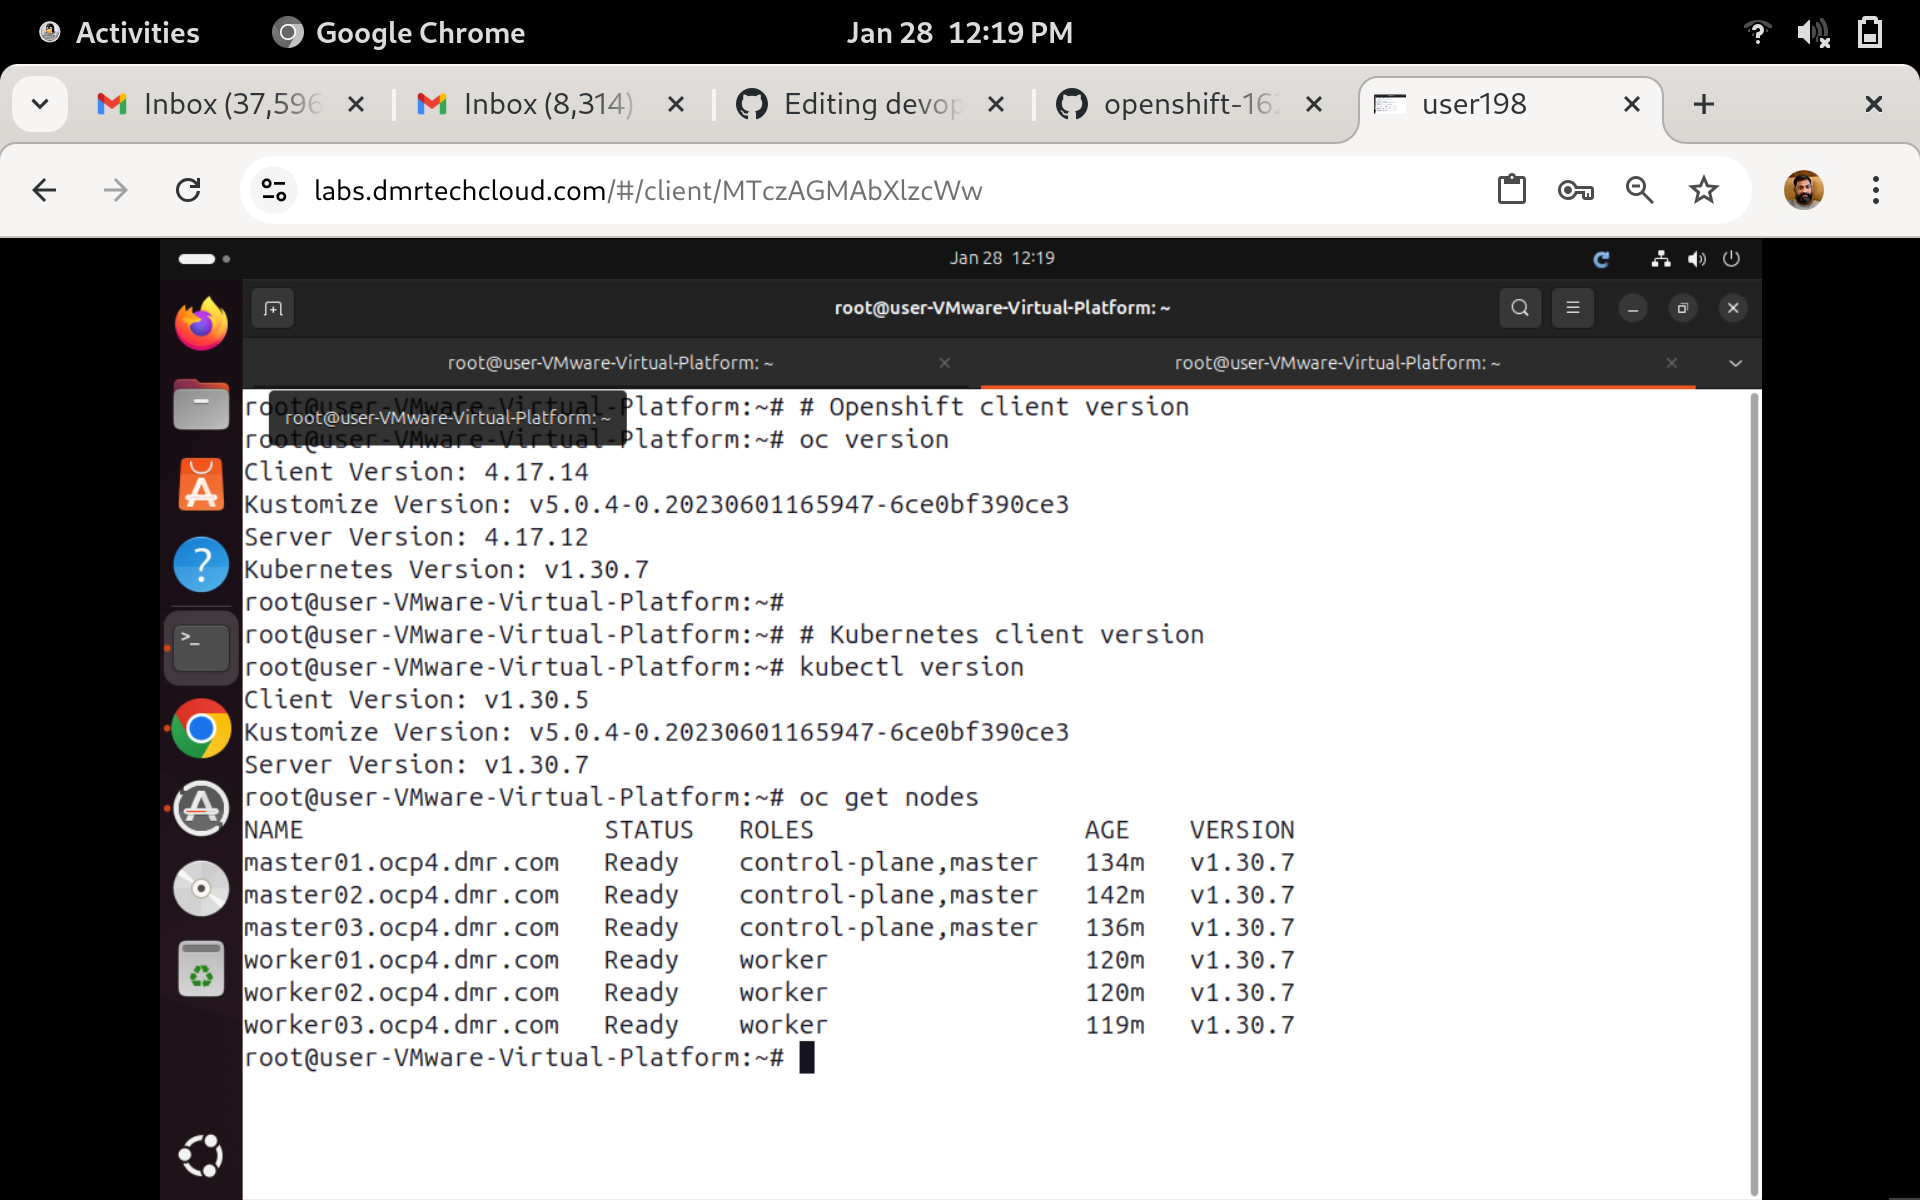 Activities Google Chrome Jan 28 12:19 PM
Inbox (37,596 Inbox (8,314) Editing devop openshift-162 user198
labs.dmrtechcloud.com/#/client/MTczAGMAbXlzcWw
Jan 28 12:19
root@user-VMware-Virtual-Platform: ~
root@user-VMware-Virtual-Platform: ~ root@user-VMware-Virtual-Platform: ~
root@user-VMware-Virtual-Platform:~# # Openshift client version
root@user-VMware-Virtual-Platform: ~
root@user-VMware-Virtual-Platform:~# oc version
Client Version: 4.17.14
Kustomize Version: v5.0.4-0.20230601165947-6ce0bf390ce3
Server Version: 4.17.12
Kubernetes Version: v1.30.7
root@user-VMware-Virtual-Platform:~#
root@user-VMware-Virtual-Platform:~# # Kubernetes client version
root@user-VMware-Virtual-Platform:~# kubectl version
Client Version: v1.30.5
Kustomize Version: v5.0.4-0.20230601165947-6ce0bf390ce3
Server Version: v1.30.7
root@user-VMware-Virtual-Platform:~# oc get nodes
NAME STATUS ROLES AGE VERSION
master01.ocp4.dmr.com Ready control-plane,master 134m v1.30.7
master02.ocp4.dmr.com Ready control-plane,master 142m v1.30.7
master03.ocp4.dmr.com Ready control-plane,master 136m v1.30.7
worker01.ocp4.dmr.com Ready worker 120m v1.30.7
worker02.ocp4.dmr.com Ready worker 120m v1.30.7
worker03.ocp4.dmr.com Ready worker 119m v1.30.7
root@user-VMware-Virtual-Platform:~#